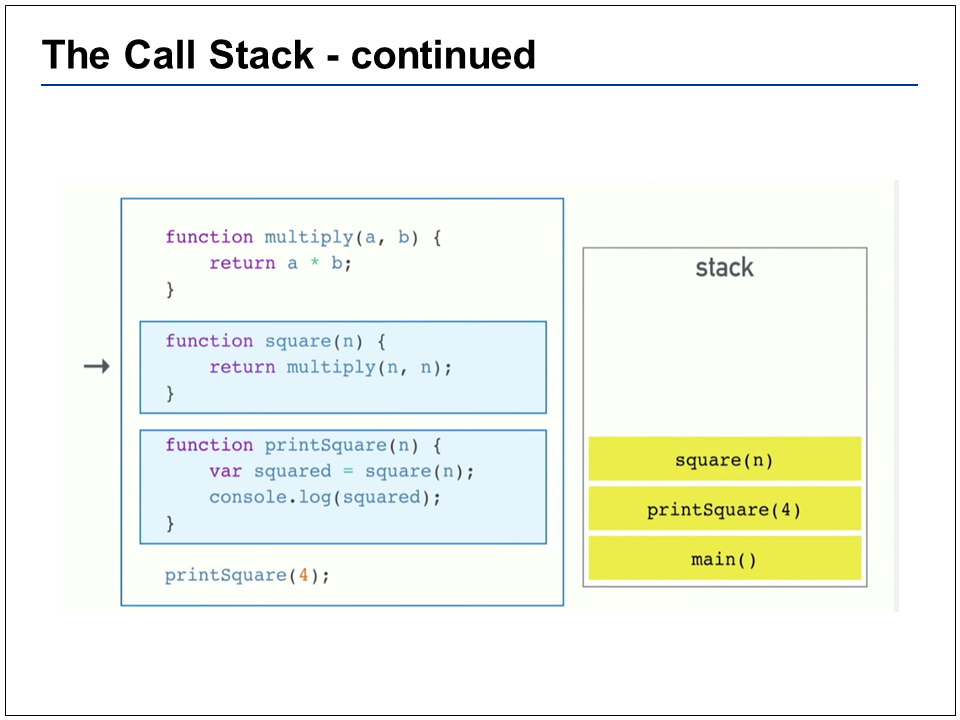 The Call Stack - continued
function multiply(a, b) {
    return a * b;
}
function square(n) {
    return multiply(n, n);
}
function printSquare(n) {
    var squared = square(n);
    console.log(squared);
}
printSquare(4);
stack
square(n)
printSquare(4)
main()